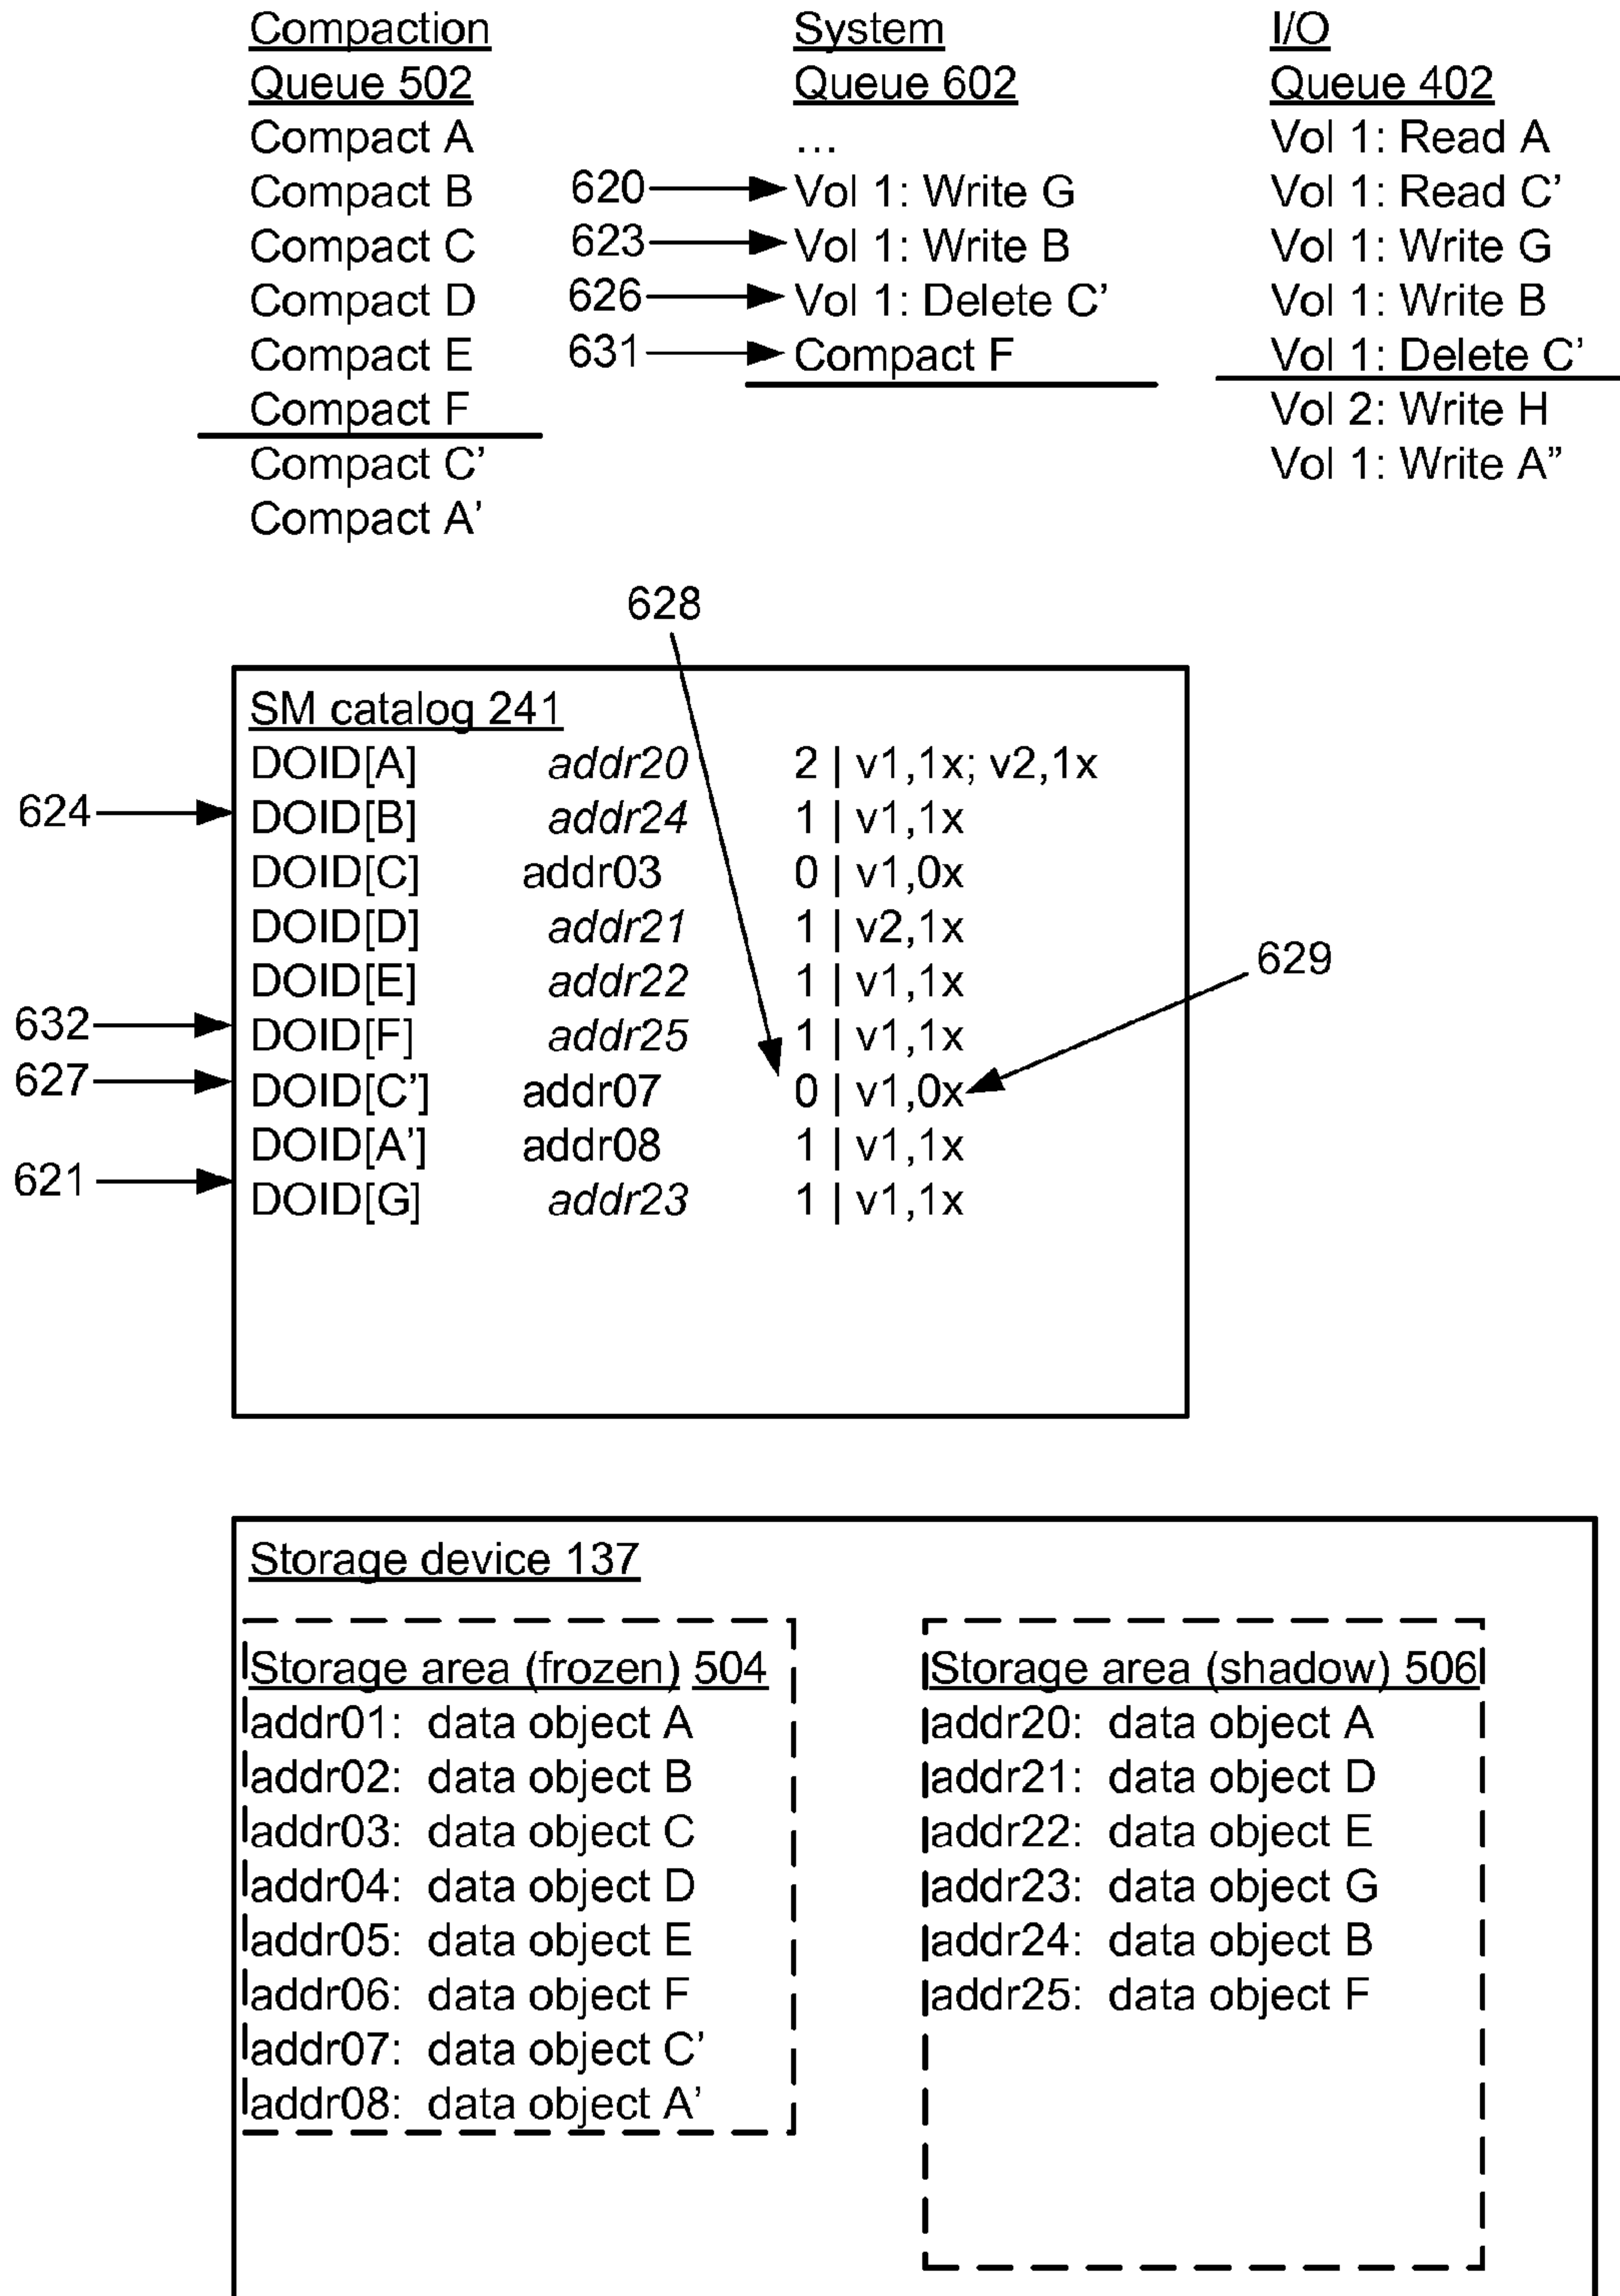 Compaction System I/O
Queue 502 Queue 602 Queue 402
Compact A ... Vol 1: Read A
Compact B 620 Vol 1: Write G Vol 1: Read C’
Compact C 623 Vol 1: Write B Vol 1: Write G
Compact D 626 Vol 1: Delete C’ Vol 1: Write B
Compact E 631 Compact F Vol 1: Delete C’
Compact F Vol 2: Write H
Compact C’ Vol 1: Write A”
Compact A’
628
SM catalog 241
DOID[A] addr20 2 | v1,1x; v2,1x
624 DOID[B] addr24 1 | v1,1x
DOID[C] addr03 0 | v1,0x
DOID[D] addr21 1 | v2,1x
DOID[E] addr22 1 | v1,1x 629
632 DOID[F] addr25 1 | v1,1x
627 DOID[C’] addr07 0 | v1,0x
DOID[A’] addr08 1 | v1,1x
621 DOID[G] addr23 1 | v1,1x
Storage device 137
Storage area (frozen) 504 Storage area (shadow) 506
addr01: data object A addr20: data object A
addr02: data object B addr21: data object D
addr03: data object C addr22: data object E
addr04: data object D addr23: data object G
addr05: data object E addr24: data object B
addr06: data object F addr25: data object F
addr07: data object C’
addr08: data object A’